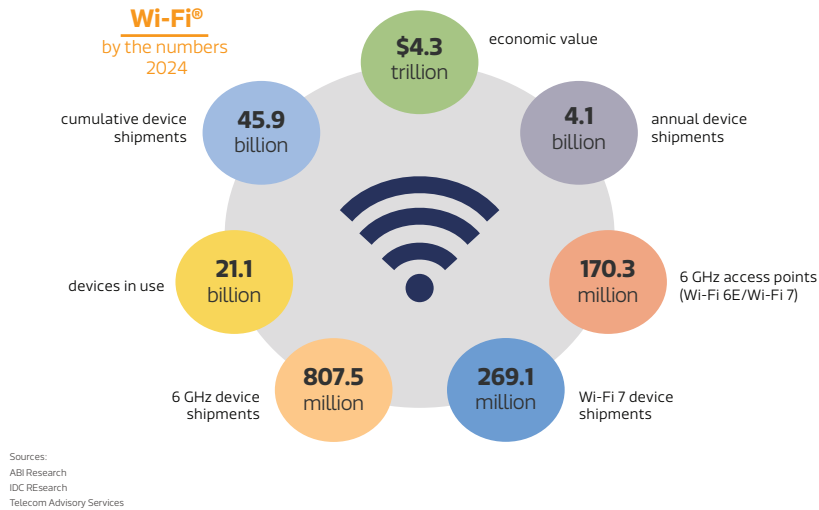 Wi-Fi®
by the numbers
2024
$4.3
trillion
economic value
4.1
billion
annual device
shipments
170.3
million
6 GHz access points
(Wi-Fi 6E/Wi-Fi 7)
269.1
million
Wi-Fi 7 device
shipments
807.5
million
6 GHz device
shipments
21.1
billion
devices in use
45.9
billion
cumulative device
shipments
Sources:
ABI Research
IDC REsearch
Telecom Advisory Services